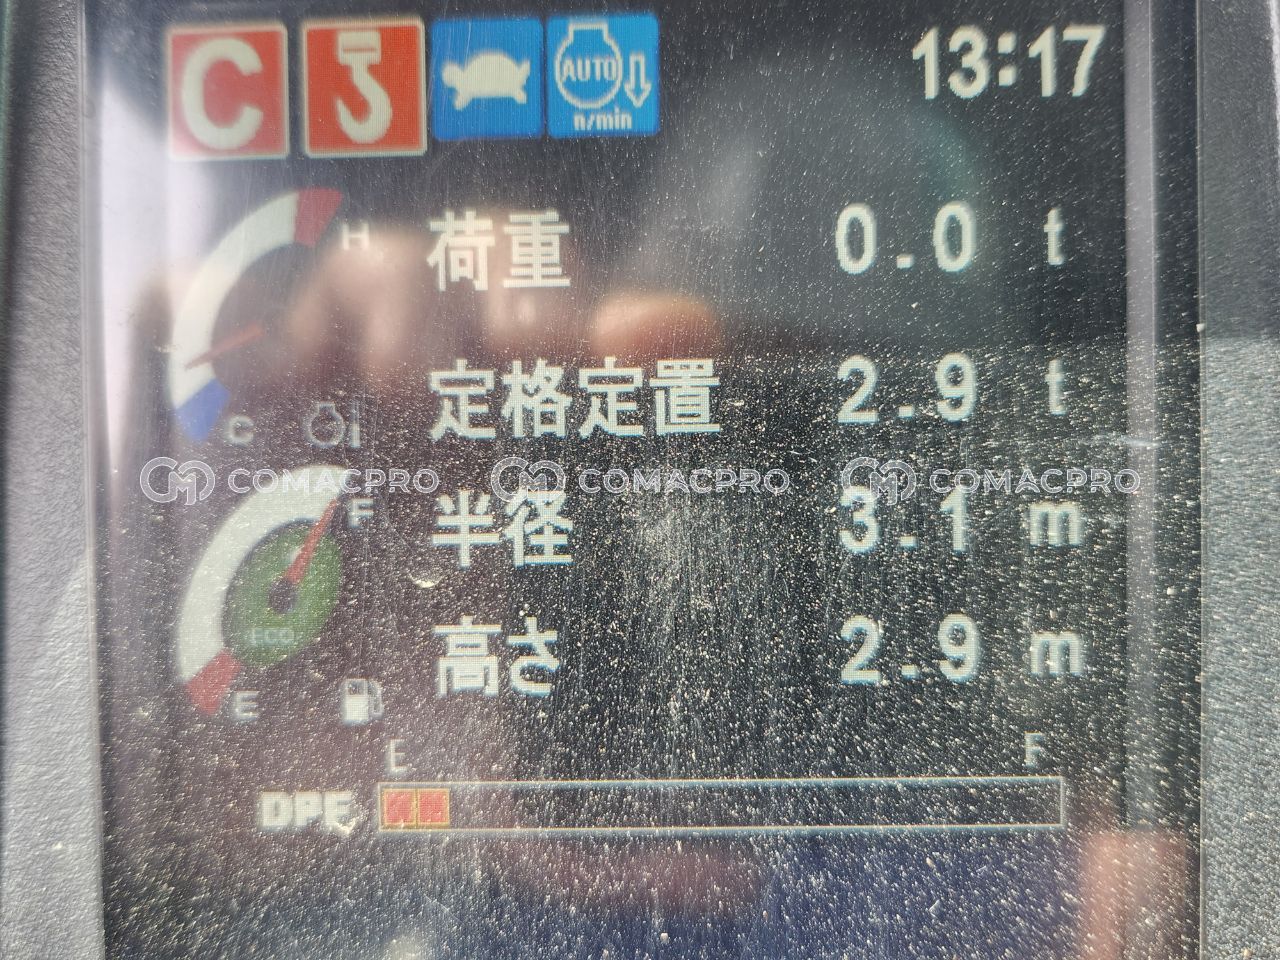 C
AUTO
n/min
13:17
H
荷重 0.0 t
定格定置 2.9 t
C
COMACPRO COMACPRO COMACPRO
F
半径 3.1 m
ECO
高さ 2.9 m
E
E F
DPF